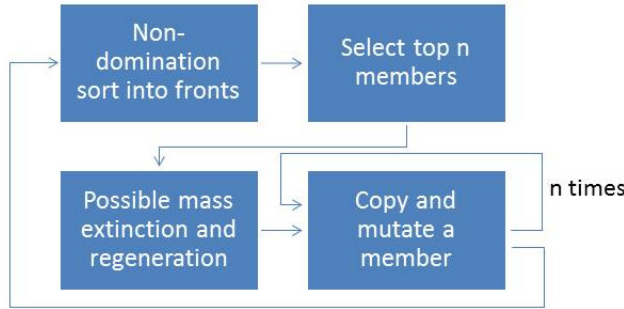 Non-
domination
sort into fronts
Select top n
members
Possible mass
extinction and
regeneration
Copy and
mutate a
member
n times